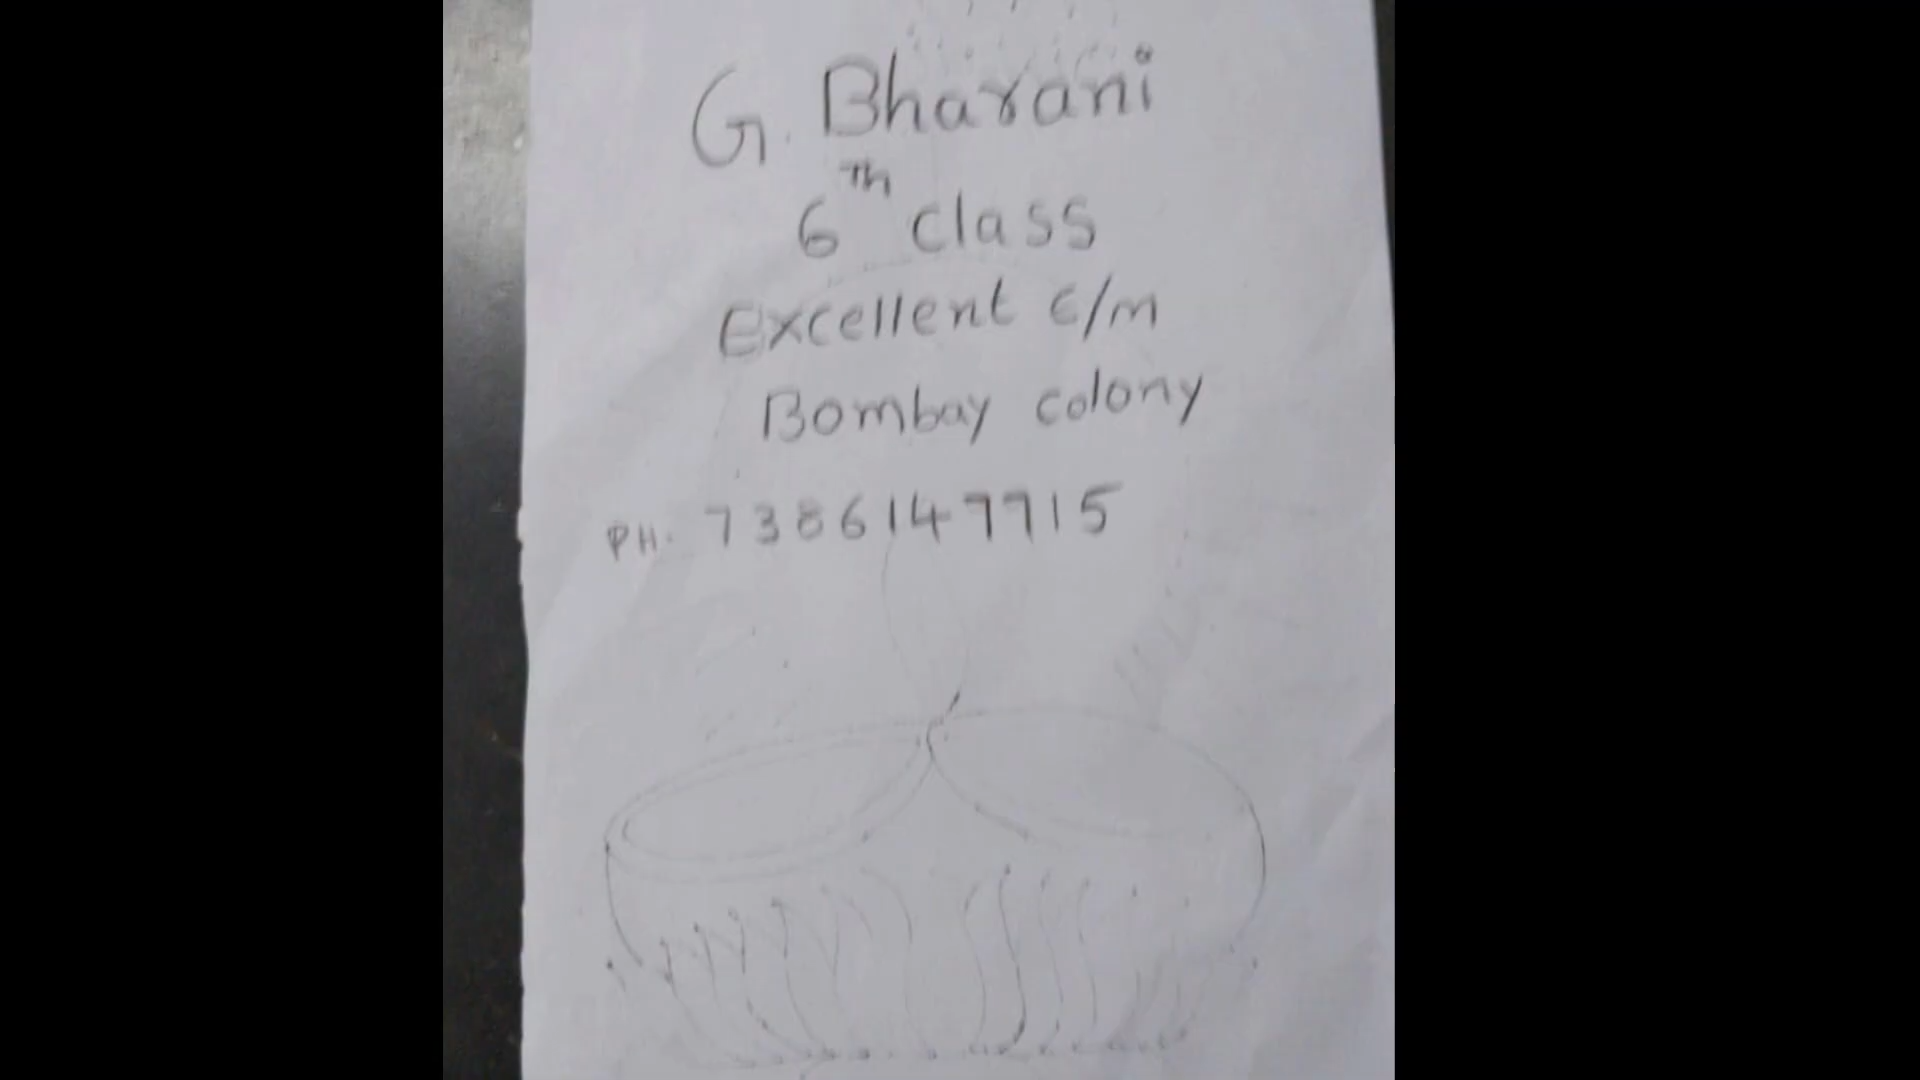 G. Bharani
6th class
Excellent E/m
Bombay colony
PH. 7386147715